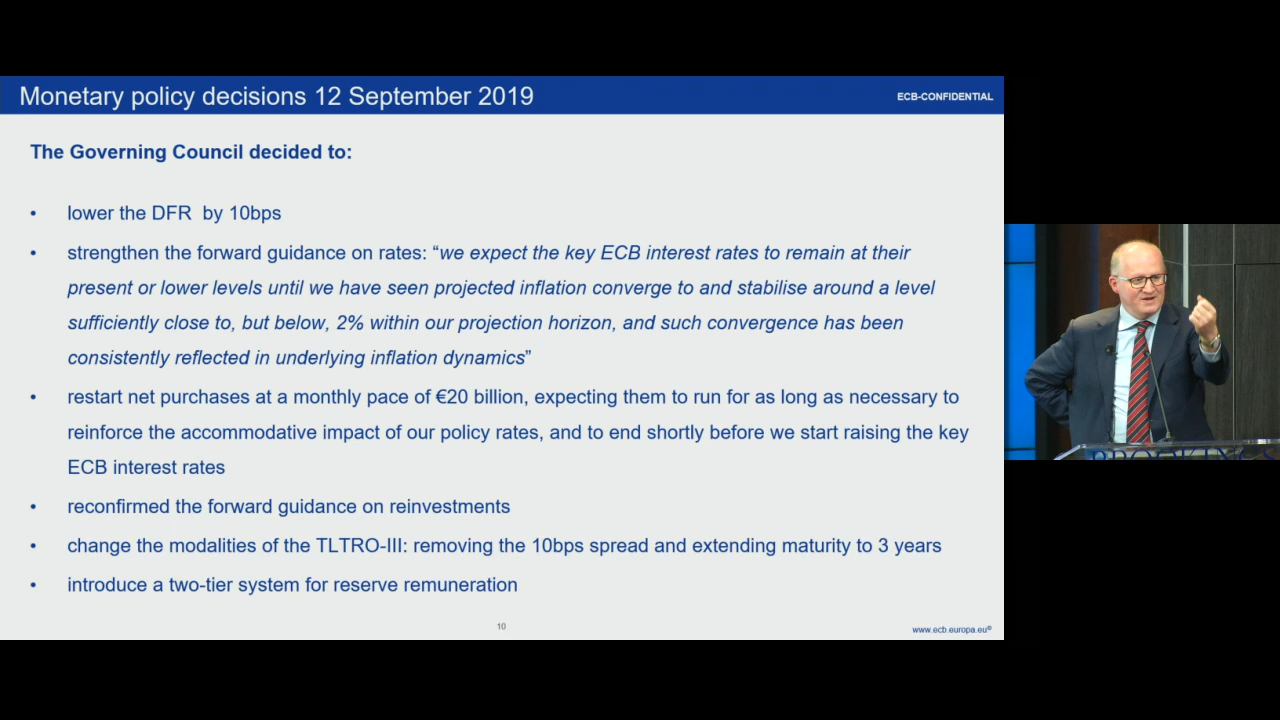 Monetary policy decisions 12 September 2019
ECB-CONFIDENTIAL
The Governing Council decided to:
• lower the DFR by 10bps
• strengthen the forward guidance on rates: “we expect the key ECB interest rates to remain at their
present or lower levels until we have seen projected inflation converge to and stabilise around a level
sufficiently close to, but below, 2% within our projection horizon, and such convergence has been
consistently reflected in underlying inflation dynamics”
• restart net purchases at a monthly pace of €20 billion, expecting them to run for as long as necessary to
reinforce the accommodative impact of our policy rates, and to end shortly before we start raising the key
ECB interest rates
• reconfirmed the forward guidance on reinvestments
• change the modalities of the TLTRO-III: removing the 10bps spread and extending maturity to 3 years
• introduce a two-tier system for reserve remuneration
10
www.ecb.europa.eu©
BROOKINGS